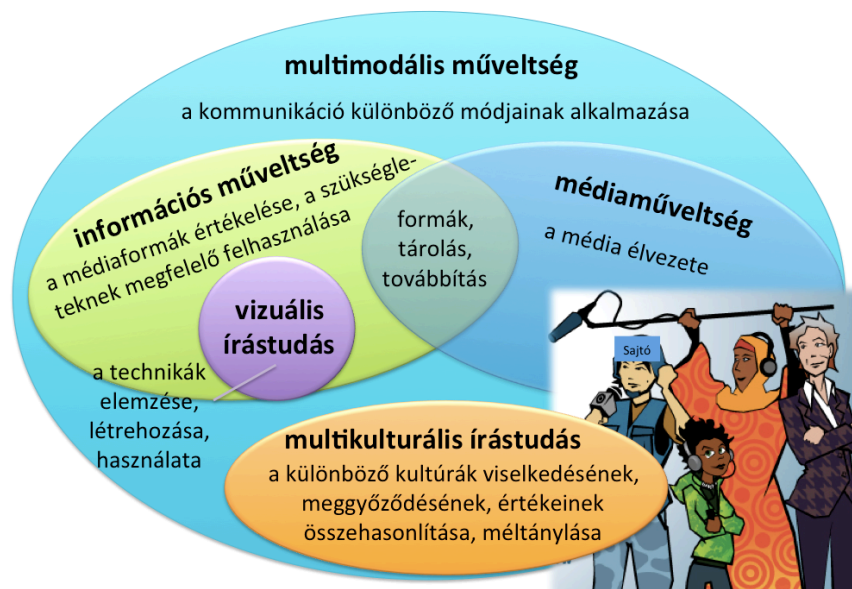 multimodális műveltség
a kommunikáció különböző módjainak alkalmazása
információs műveltség
a médiaformák értékelése, a szükségle-
teknek megfelelő felhasználása
formák,
tárolás,
továbbítás
médiaműveltség
a média élvezete
vizuális
írástudás
a technikák
elemzése,
létrehozása,
használata
Sajtó
multikulturális írástudás
a különböző kultúrák viselkedésének,
meggyőződésének, értékeinek
összehasonlítása, méltánylása